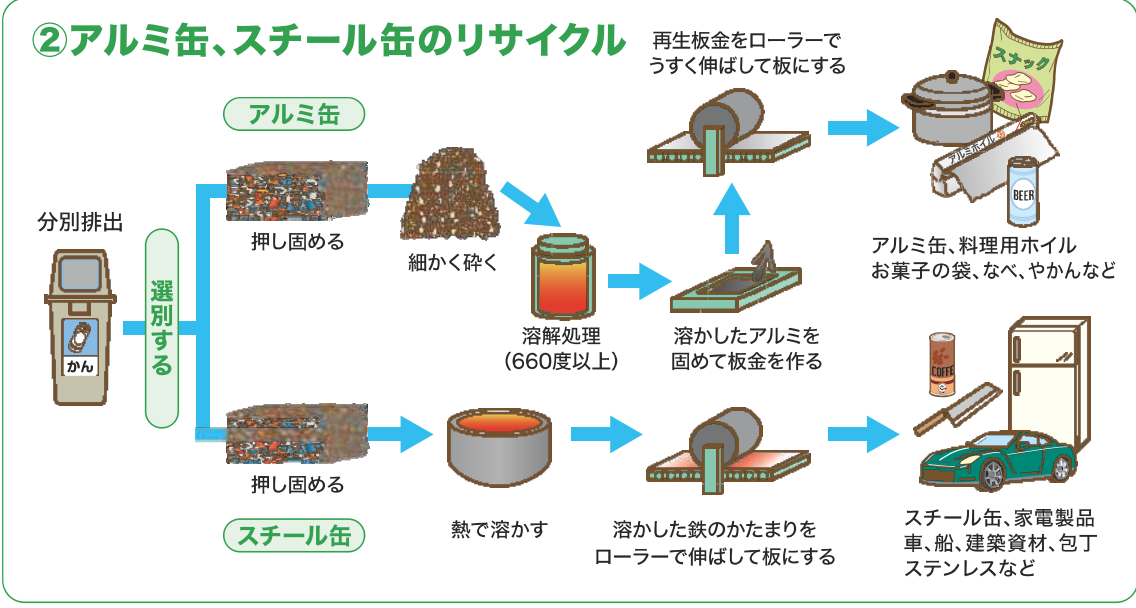 ②アルミ缶、スチール缶のリサイクル
分別排出
かん
選別する
アルミ缶
押し固める
細かく砕く
溶解処理
（660度以上）
溶かしたアルミを
固めて板金を作る
再生板金をローラーで
うすく伸ばして板にする
スナック
アルミホイル
BEER
アルミ缶、料理用ホイル
お菓子の袋、なべ、やかんなど
押し固める
スチール缶
熱で溶かす
溶かした鉄のかたまりを
ローラーで伸ばして板にする
COFFE
スチール缶、家電製品
車、船、建築資材、包丁
ステンレスなど